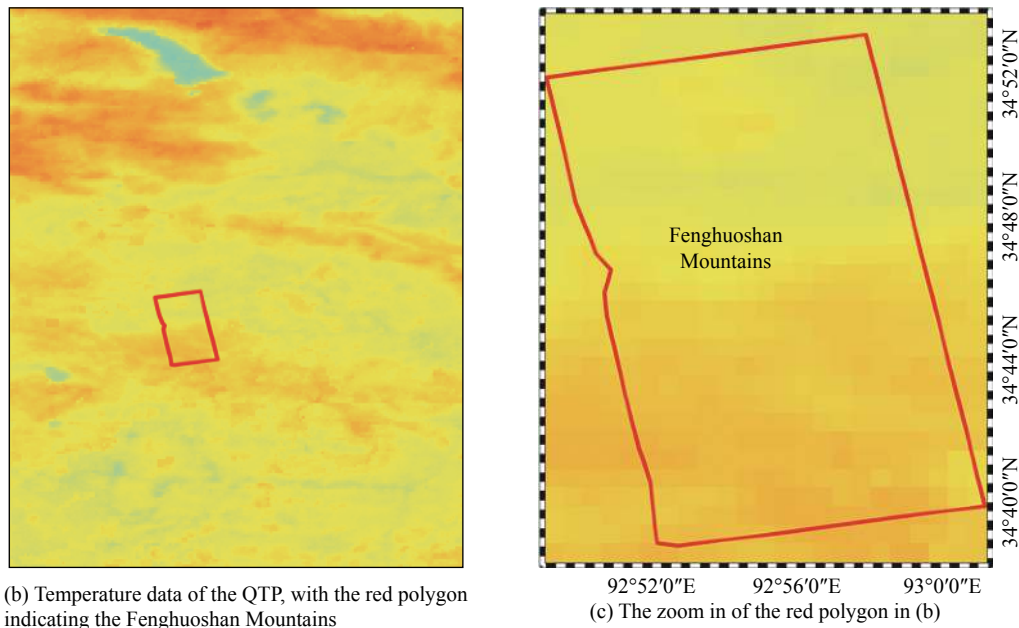 Fenghuoshan
Mountains
34°52′0″N
34°48′0″N
34°44′0″N
34°40′0″N
92°52′0″E
92°56′0″E
93°0′0″E
(b) Temperature data of the QTP, with the red polygon
indicating the Fenghuoshan Mountains
(c) The zoom in of the red polygon in (b)